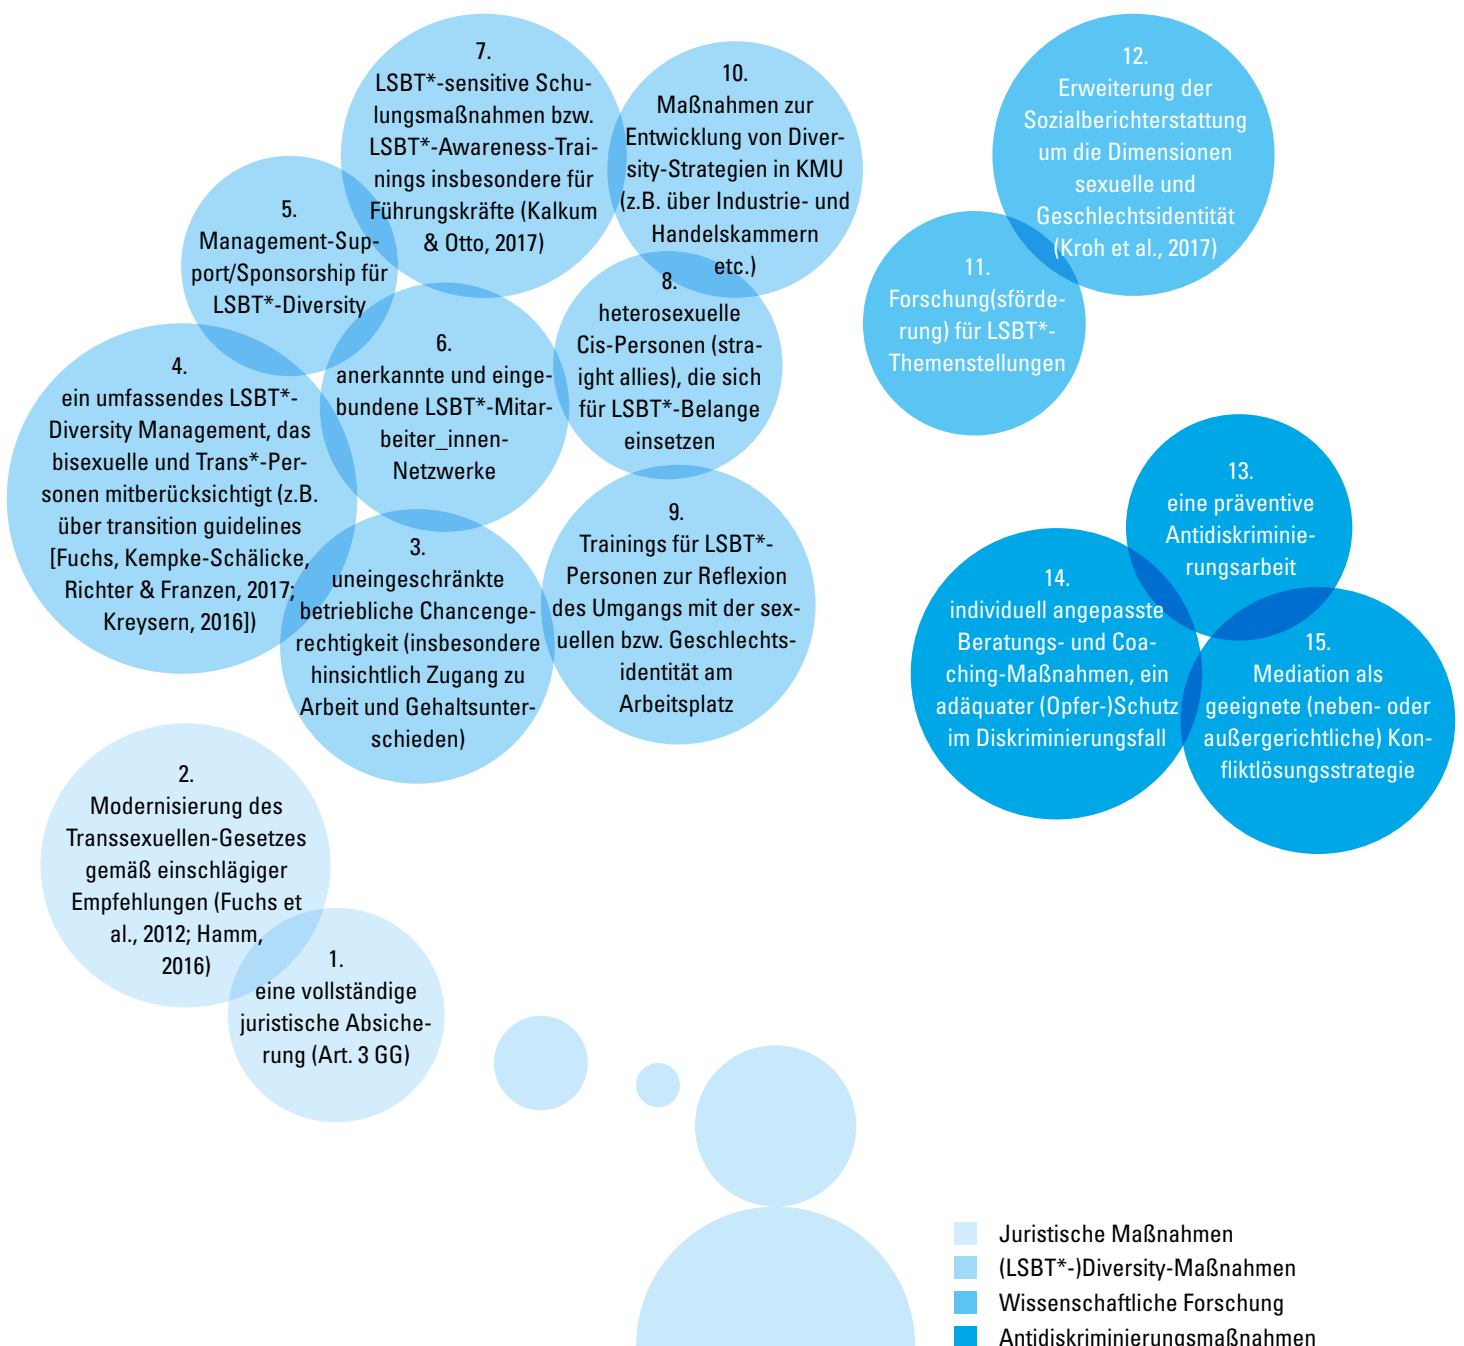 7.
LSBT*-sensitive Schu-
lungsmaßnahmen bzw.
LSBT*-Awareness-Trai-
nings insbesondere für
Führungskräfte (Kalkum
& Otto, 2017)
10.
Maßnahmen zur
Entwicklung von Diver-
sity-Strategien in KMU
(z.B. über Industrie- und
Handelskammern
etc.)
12.
Erweiterung der
Sozialberichterstattung
um die Dimensionen
sexuelle und
Geschlechtsidentität
(Kroh et al., 2017)
5.
Management-Sup-
port/Sponsorship für
LSBT*-Diversity
11.
Forschung(sförde-
rung) für LSBT*-
Themenstellungen
8.
heterosexuelle
Cis-Personen (stra-
ight allies), die sich
für LSBT*-Belange
einsetzen
6.
anerkannte und einge-
bundene LSBT*-Mitar-
beiter_innen-
Netzwerke
4.
ein umfassendes LSBT*-
Diversity Management, das
bisexuelle und Trans*-Per-
sonen mitberücksichtigt (z.B.
über transition guidelines
[Fuchs, Kempke-Schälicke,
Richter & Franzen, 2017;
Kreysern, 2016])
13.
eine präventive
Antidiskriminie-
rungsarbeit
9.
Trainings für LSBT*-
Personen zur Reflexion
des Umgangs mit der sex-
uellen bzw. Geschlechts-
identität am
Arbeitsplatz
3.
uneingeschränkte
betriebliche Chancenge-
rechtigkeit (insbesondere
hinsichtlich Zugang zu
Arbeit und Gehaltsunter-
schieden)
14.
individuell angepasste
Beratungs- und Coa-
ching-Maßnahmen, ein
adäquater (Opfer-)Schutz
im Diskriminierungsfall
15.
Mediation als
geeignete (neben- oder
außergerichtliche) Kon-
fliktlösungsstrategie
2.
Modernisierung des
Transsexuellen-Gesetzes
gemäß einschlägiger
Empfehlungen (Fuchs et
al., 2012; Hamm,
2016)
1.
eine vollständige
juristische Absiche-
rung (Art. 3 GG)
Juristische Maßnahmen
(LSBT*-)Diversity-Maßnahmen
Wissenschaftliche Forschung
Antidiskriminierungsmaßnahmen